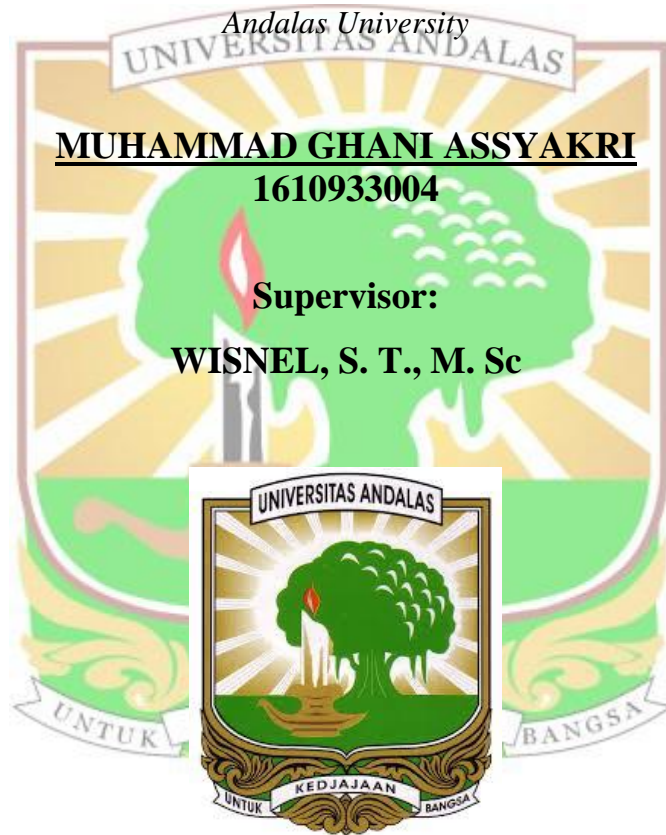 Andalas University
UNIVERSITAS ANDALAS
MUHAMMAD GHANI ASSYAKRI
1610933004
Supervisor:
WISNEL, S. T., M. Sc
UNIVERSITAS ANDALAS
UNTUK BANGSA
UNTUK KEDJAJAAN BANGSA